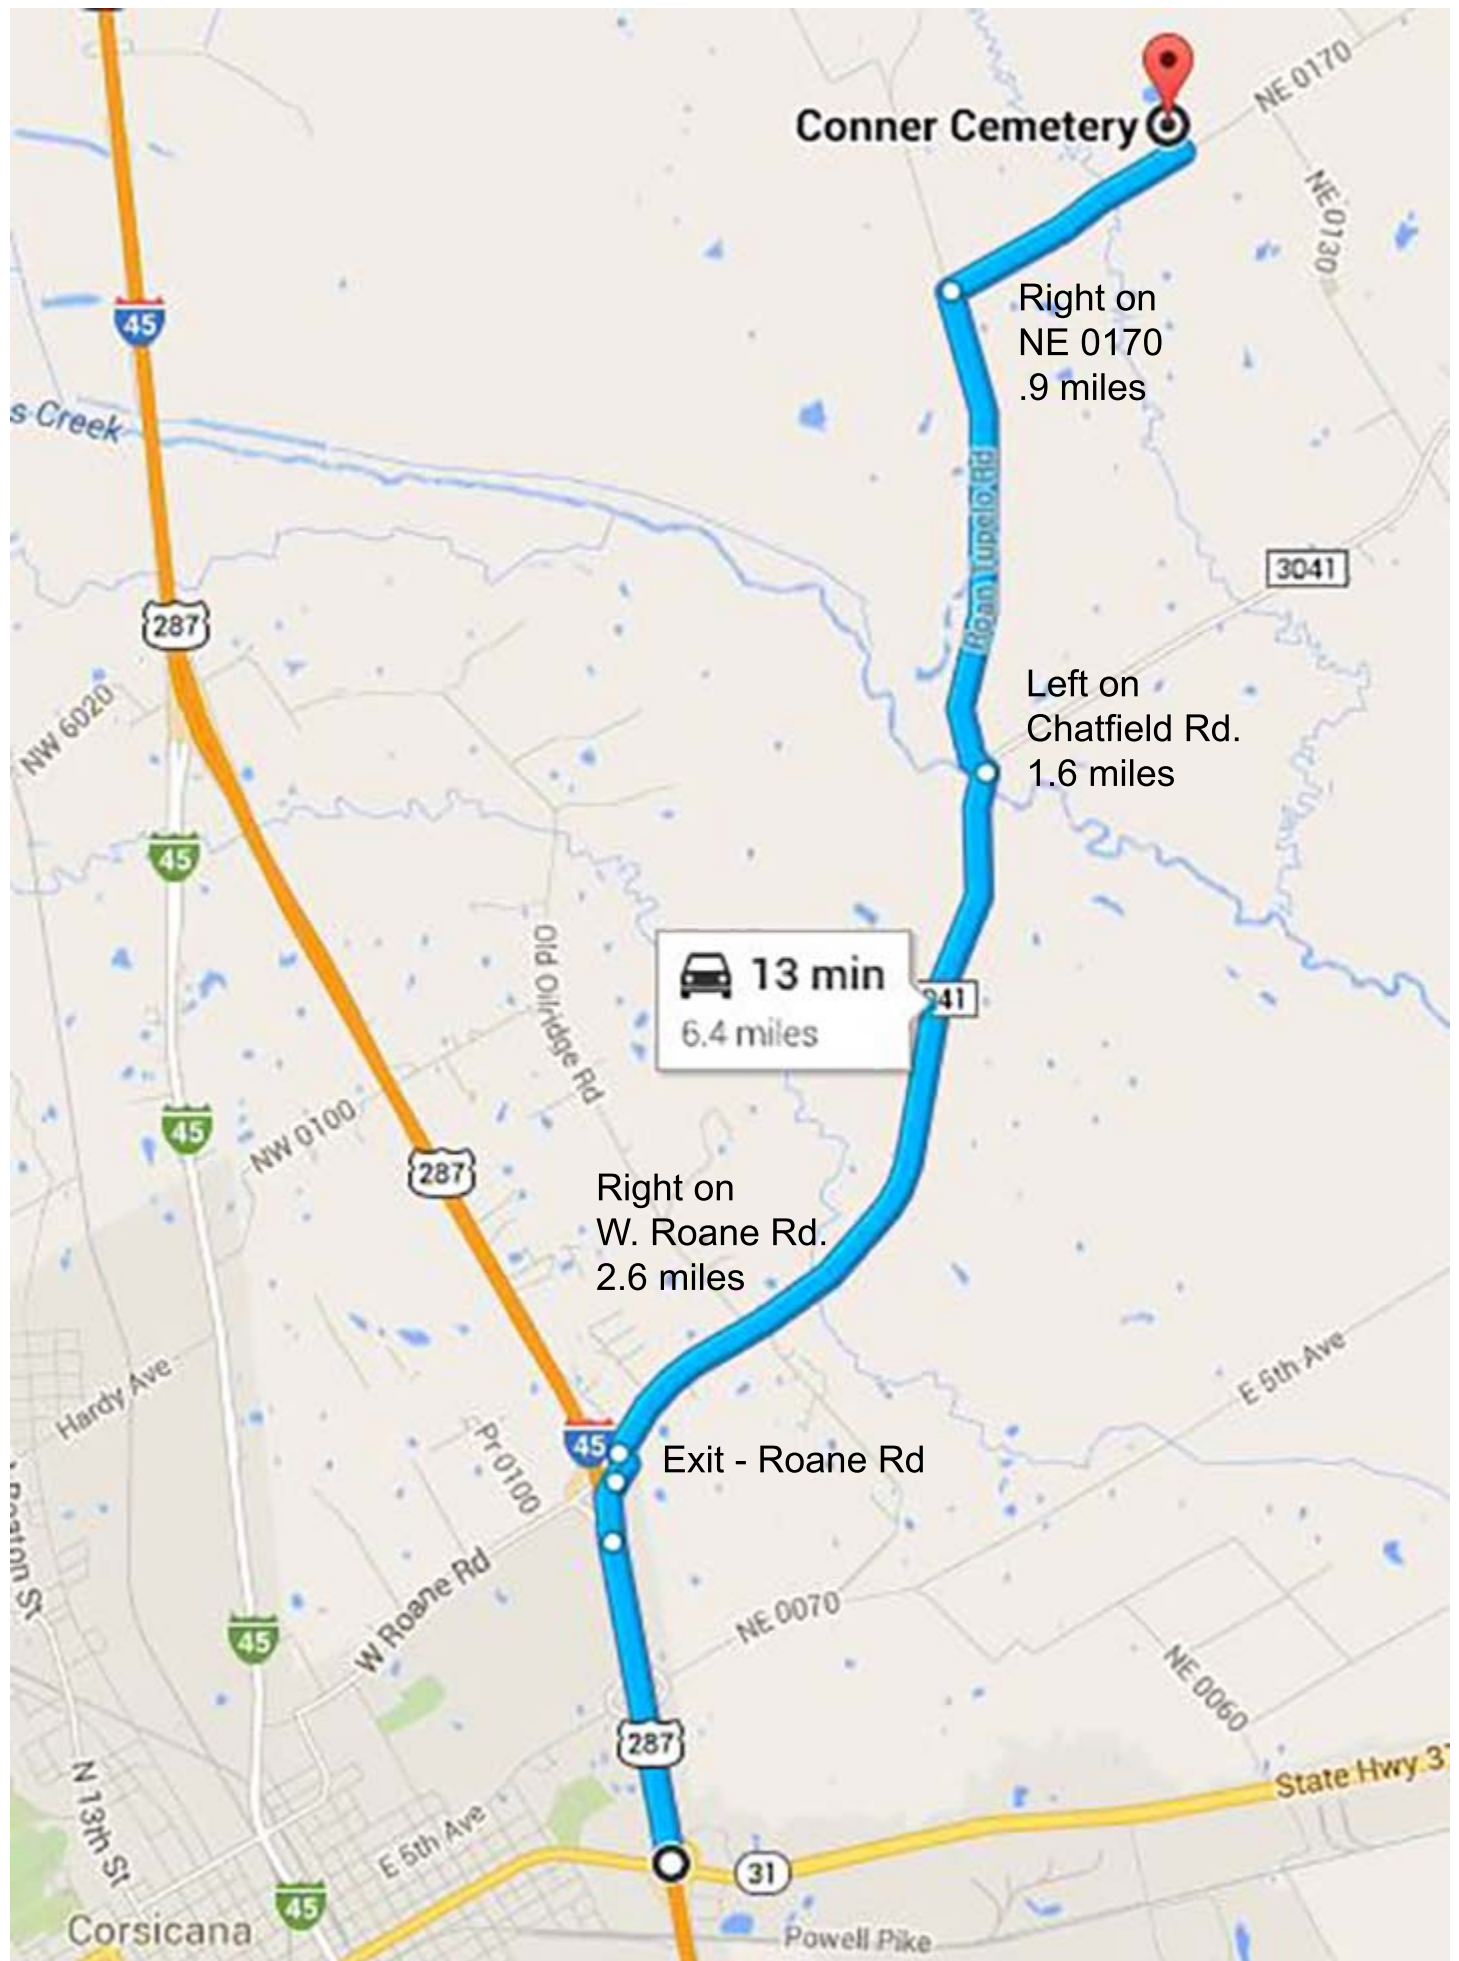 NE 0170
Conner Cemetery
NE 0130
Right on
NE 0170
.9 miles
45
s Creek
Roan Tupelo Rd
3041
287
Left on
Chatfield Rd.
1.6 miles
NW 6020
45
13 min
6.4 miles
941
Old Oilridge Rd
45
NW 0100
287
Right on
W. Roane Rd.
2.6 miles
E 5th Ave
Hardy Ave
45
Exit - Roane Rd
Pr 0100
Beaton St
W Roane Rd
NE 0070
45
NE 0060
287
State Hwy 31
N 13th St
E 5th Ave
31
45
Corsicana
Powell Pike